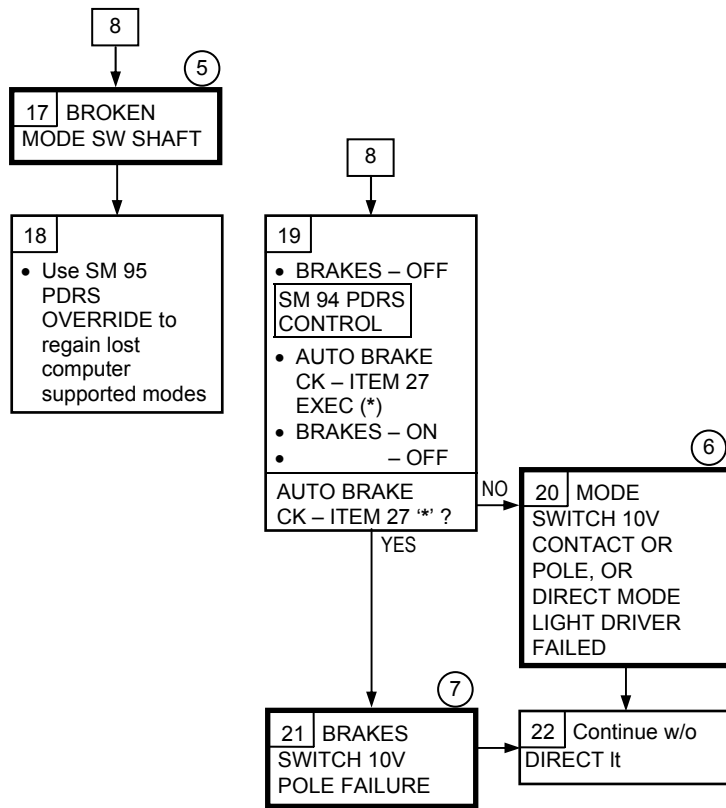 8
5
17 BROKEN
MODE SW SHAFT
18
• Use SM 95
PDRS
OVERRIDE to
regain lost
computer
supported modes
8
19
• BRAKES – OFF
SM 94 PDRS
CONTROL
• AUTO BRAKE
CK – ITEM 27
EXEC (*)
• BRAKES – ON
• – OFF
AUTO BRAKE
CK – ITEM 27 ‘*’ ?
NO
YES
6
20 MODE
SWITCH 10V
CONTACT OR
POLE, OR
DIRECT MODE
LIGHT DRIVER
FAILED
7
21 BRAKES
SWITCH 10V
POLE FAILURE
22 Continue w/o
DIRECT lt